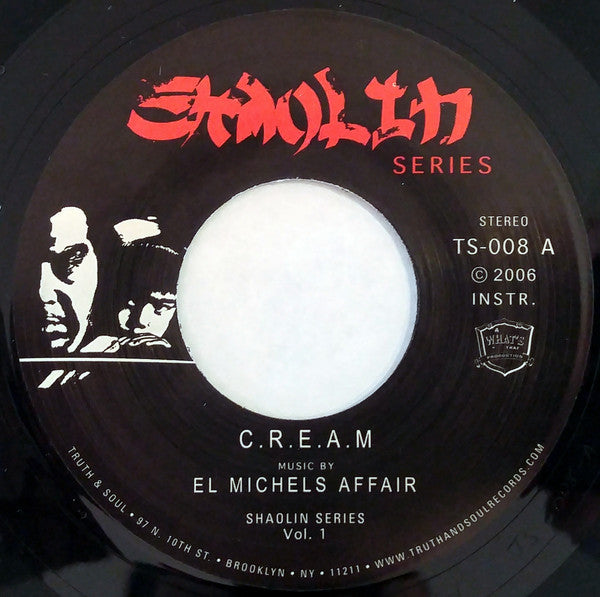 SHAOLIN
SERIES
STEREO
TS-008 A
© 2006
INSTR.
A
WHAT'S
THAT
PRODUCTION
C.R.E.A.M
MUSIC BY
EL MICHELS AFFAIR
SHAOLIN SERIES
Vol. 1
TRUTH & SOUL • 97 N. 10TH ST. • BROOKLYN • NY • 11211 • WWW.TRUTHANDSOULRECORDS.COM